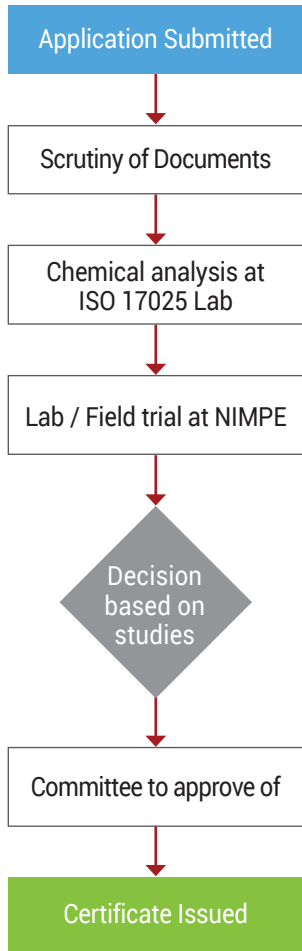 Application Submitted
Scrutiny of Documents
Chemical analysis at
ISO 17025 Lab
Lab / Field trial at NIMPE
Decision
based on
studies
Committee to approve of
Certificate Issued